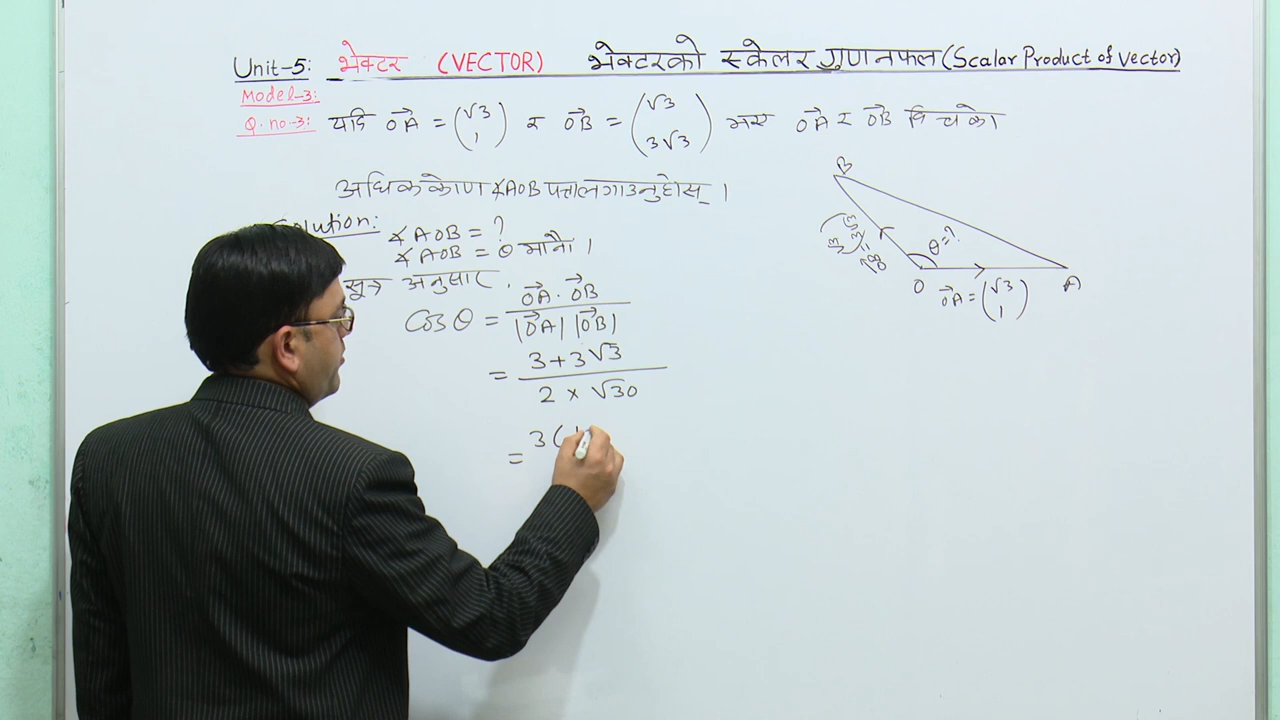 Unit-5: भेक्टर (VECTOR) भेक्टरको स्केलर गुणनफल (Scalar Product of Vector)
Model-3:
Q.no-3: यदि →OA = (√3 1) र →OB = (√3 3√3) भए →OA र →OB बिचको
अधिककोण ∡AOB पत्ता लगाउनुहोस् ।
∡AOB = ?
∡AOB = θ मानौं ।
सूत्र अनुसार,
Cos θ = →OA . →OB / |→OA| |→OB|
= 3+3√3 / 2 × √30
= 3(1
B
θ=?
O
→OA = (√3 1)
A